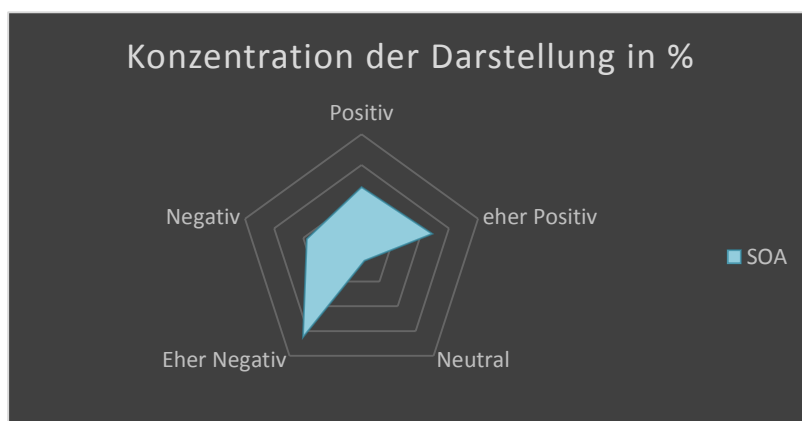 Konzentration der Darstellung in %
Positiv
Negativ
eher Positiv
SOA
Eher Negativ
Neutral